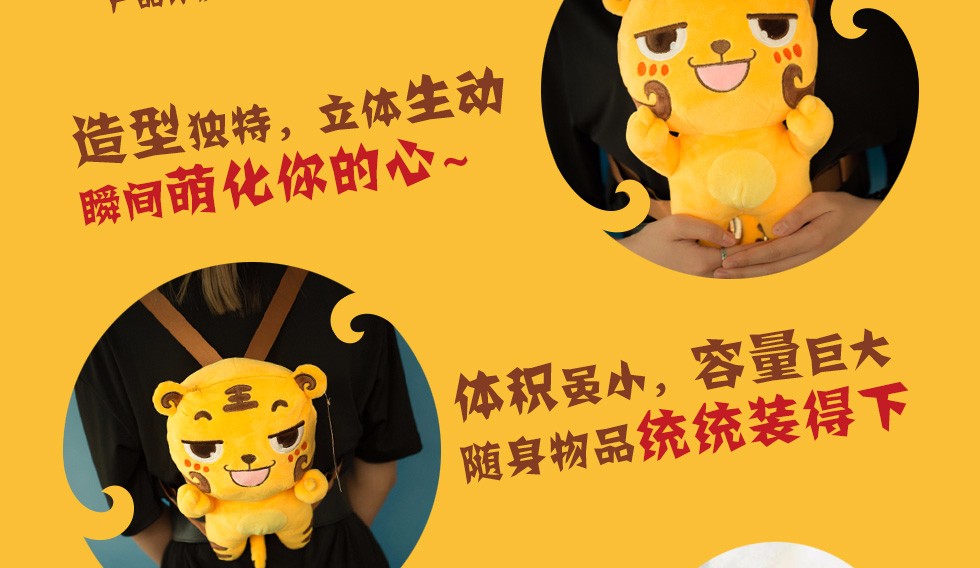 造型独特，立体生动
瞬间萌化你的心~
王
体积虽小，容量巨大
随身物品统统装得下